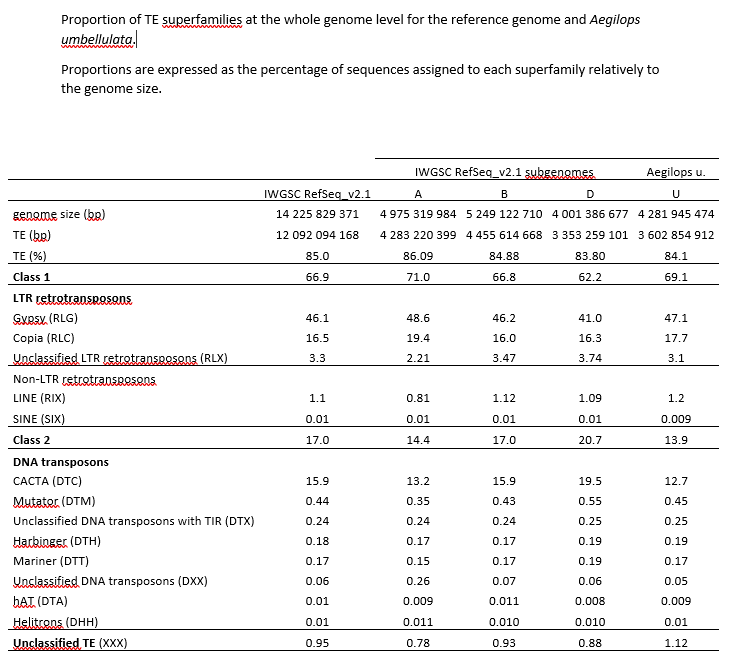 Proportion of TE superfamilies at the whole genome level for the reference genome and Aegilops
umbellulata.
Proportions are expressed as the percentage of sequences assigned to each superfamily relatively to
the genome size.
IWGSC RefSeq_v2.1 subgenomes Aegilops u.
IWGSC RefSeq_v2.1 A B D U
genome size (bp) 14 225 829 371 4 975 319 984 5 249 122 710 4 001 386 677 4 281 945 474
TE (bp) 12 092 094 168 4 283 220 399 4 455 614 668 3 353 259 101 3 602 854 912
TE (%) 85.0 86.09 84.88 83.80 84.1
Class 1 66.9 71.0 66.8 62.2 69.1
LTR retrotransposons
Gypsy (RLG) 46.1 48.6 46.2 41.0 47.1
Copia (RLC) 16.5 19.4 16.0 16.3 17.7
Unclassified LTR retrotransposons (RLX) 3.3 2.21 3.47 3.74 3.1
Non-LTR retrotransposons
LINE (RIX) 1.1 0.81 1.12 1.09 1.2
SINE (SIX) 0.01 0.01 0.01 0.01 0.009
Class 2 17.0 14.4 17.0 20.7 13.9
DNA transposons
CACTA (DTC) 15.9 13.2 15.9 19.5 12.7
Mutator (DTM) 0.44 0.35 0.43 0.55 0.45
Unclassified DNA transposons with TIR (DTX) 0.24 0.24 0.24 0.25 0.25
Harbinger (DTH) 0.18 0.17 0.17 0.19 0.19
Mariner (DTT) 0.17 0.15 0.17 0.19 0.17
Unclassified DNA transposons (DXX) 0.06 0.26 0.07 0.06 0.05
hAT (DTA) 0.01 0.009 0.011 0.008 0.009
Helitrons (DHH) 0.01 0.011 0.010 0.010 0.01
Unclassified TE (XXX) 0.95 0.78 0.93 0.88 1.12